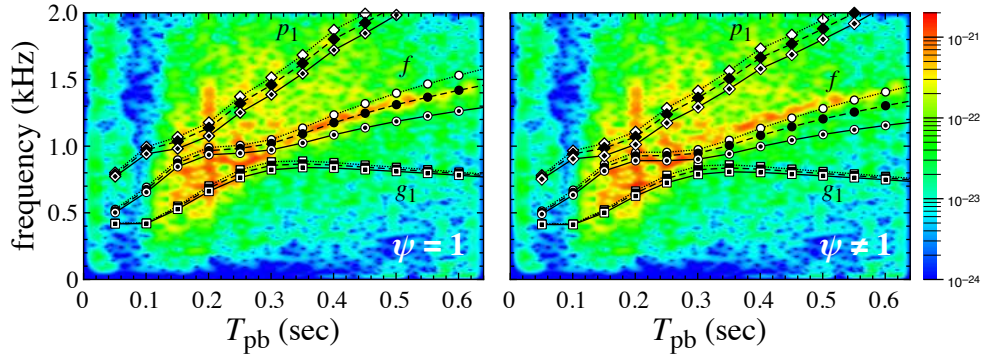 2.0
1.5
1.0
0.5
0
frequency (kHz)
p1
f
g1
ψ = 1
0 0.1 0.2 0.3 0.4 0.5 0.6
Tpb (sec)
p1
f
g1
ψ ≠ 1
0 0.1 0.2 0.3 0.4 0.5 0.6
Tpb (sec)
10⁻²¹
10⁻²²
10⁻²³
10⁻²⁴